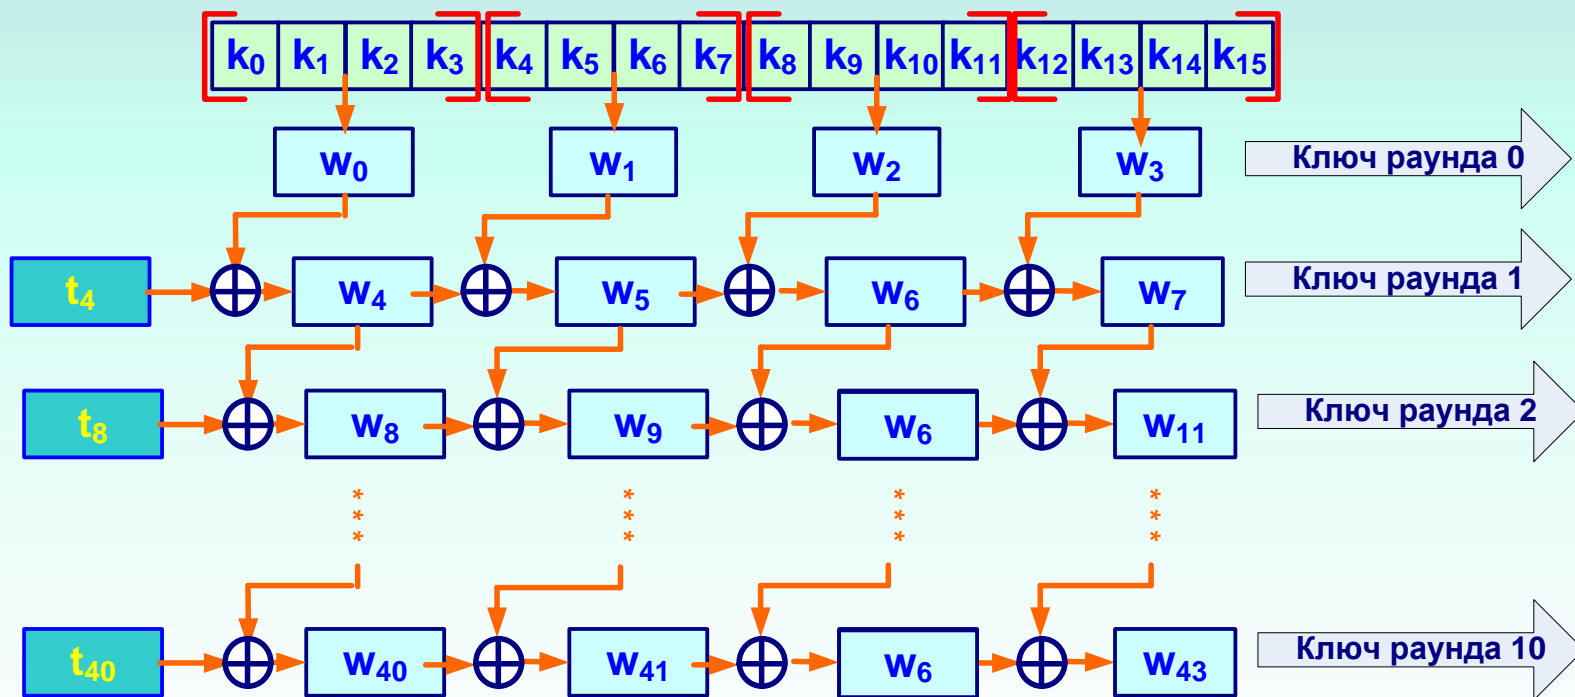 k₀ k₁ k₂ k₃ k₄ k₅ k₆ k₇ k₈ k₉ k₁₀ k₁₁ k₁₂ k₁₃ k₁₄ k₁₅
w₀ w₁ w₂ w₃ Ключ раунда 0
t₄ w₄ w₅ w₆ w₇ Ключ раунда 1
t₈ w₈ w₉ w₆ w₁₁ Ключ раунда 2
* * * *
* * * *
* * * *
t₄₀ w₄₀ w₄₁ w₆ w₄₃ Ключ раунда 10